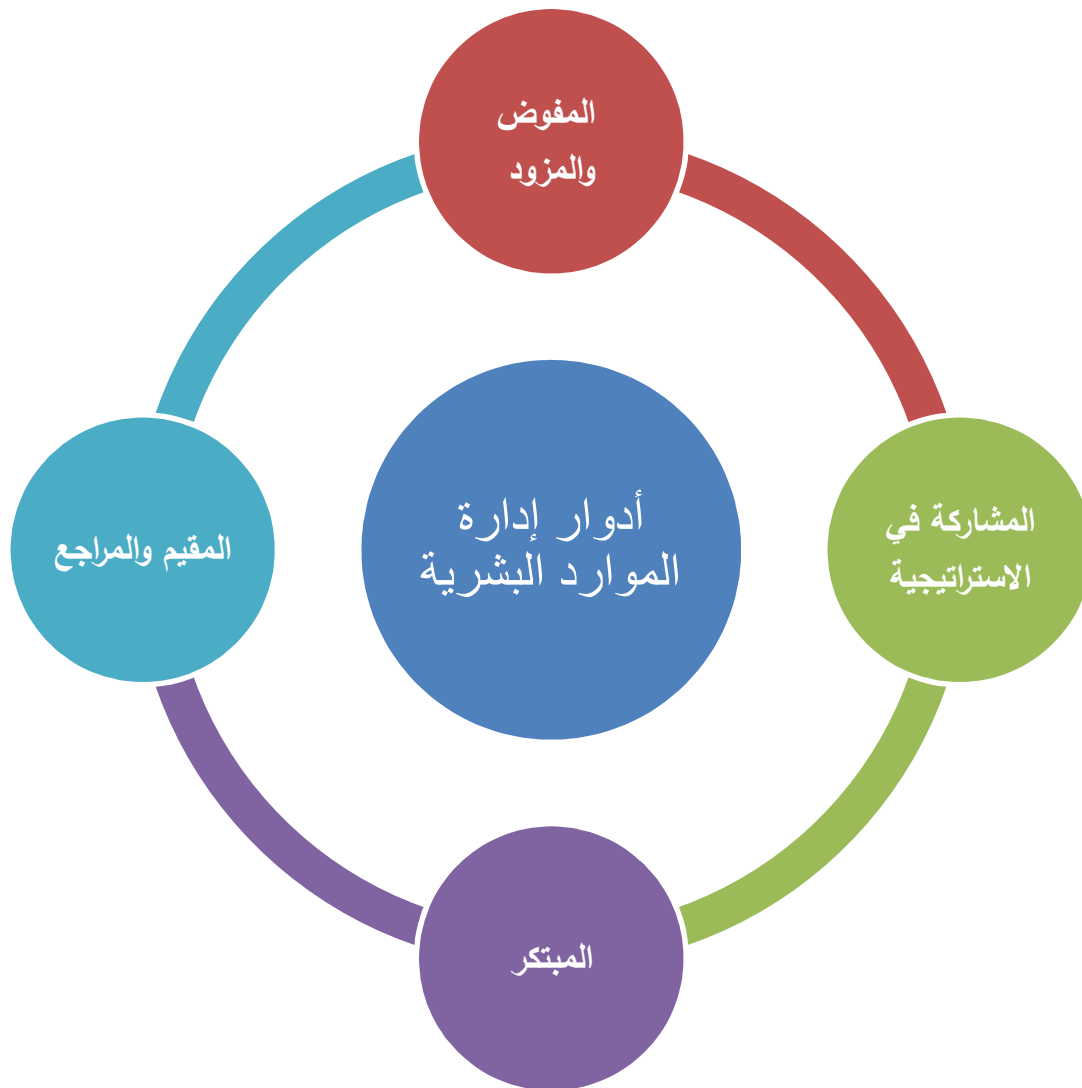 المفوض
والمزود
أدوار إدارة
الموارد البشرية
المشاركة في
الاستراتيجية
المبتكر
المقيم والمراجع